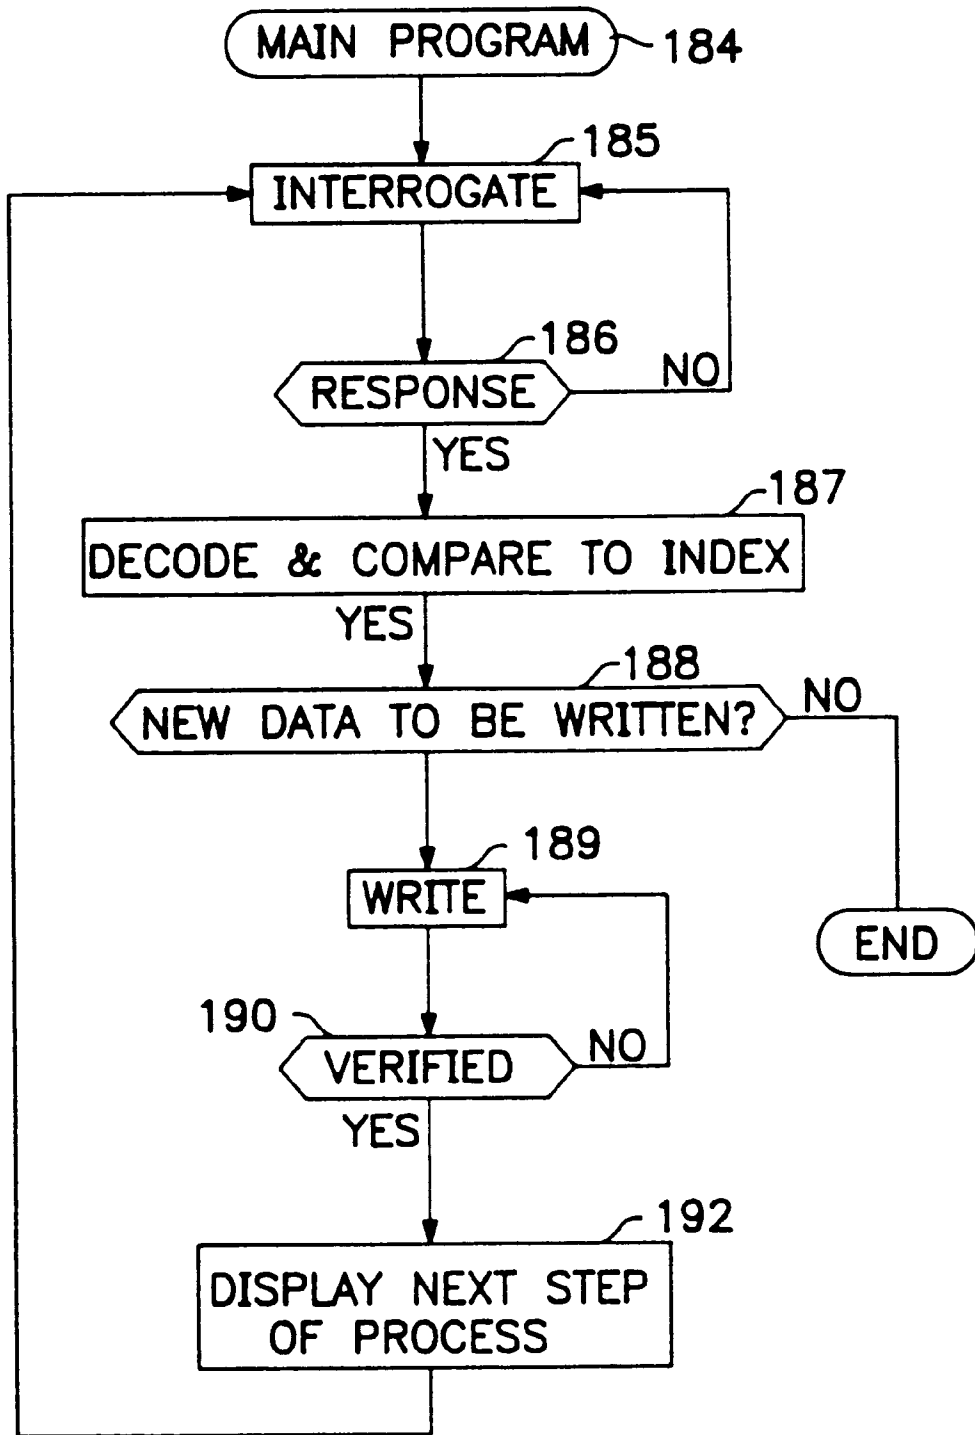 MAIN PROGRAM
184
185
INTERROGATE
186
RESPONSE
NO
YES
187
DECODE & COMPARE TO INDEX
YES
188
NEW DATA TO BE WRITTEN?
NO
189
WRITE
END
190
VERIFIED
NO
YES
192
DISPLAY NEXT STEP
OF PROCESS